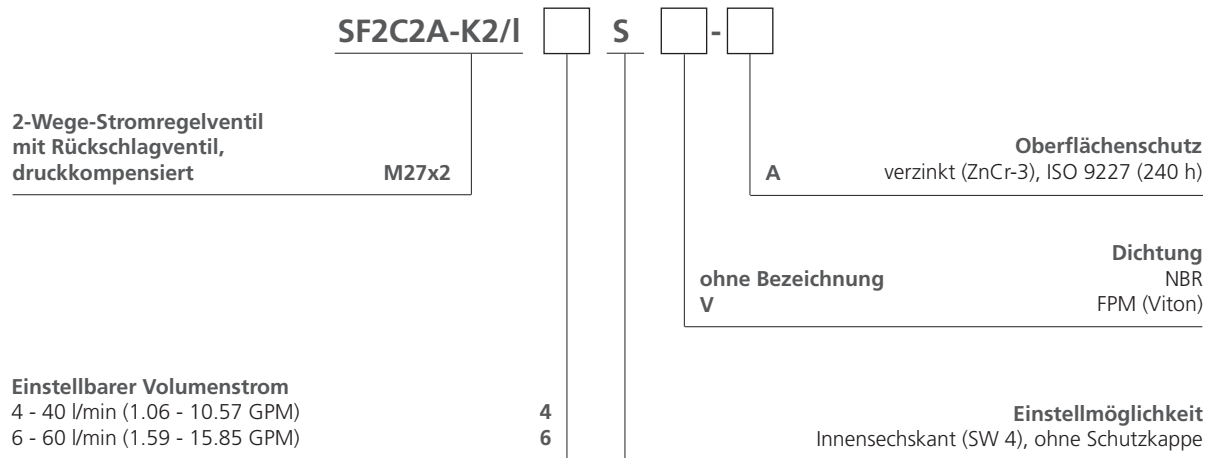 SF2C2A-K2/l S -
2-Wege-Stromregelventil
mit Rückschlagventil,
druckkompensiert M27x2
Oberflächenschutz
A verzinkt (ZnCr-3), ISO 9227 (240 h)
Dichtung
ohne Bezeichnung NBR
V FPM (Viton)
Einstellbarer Volumenstrom
4 - 40 l/min (1.06 - 10.57 GPM) 4
6 - 60 l/min (1.59 - 15.85 GPM) 6
Einstellmöglichkeit
Innensechskant (SW 4), ohne Schutzkappe